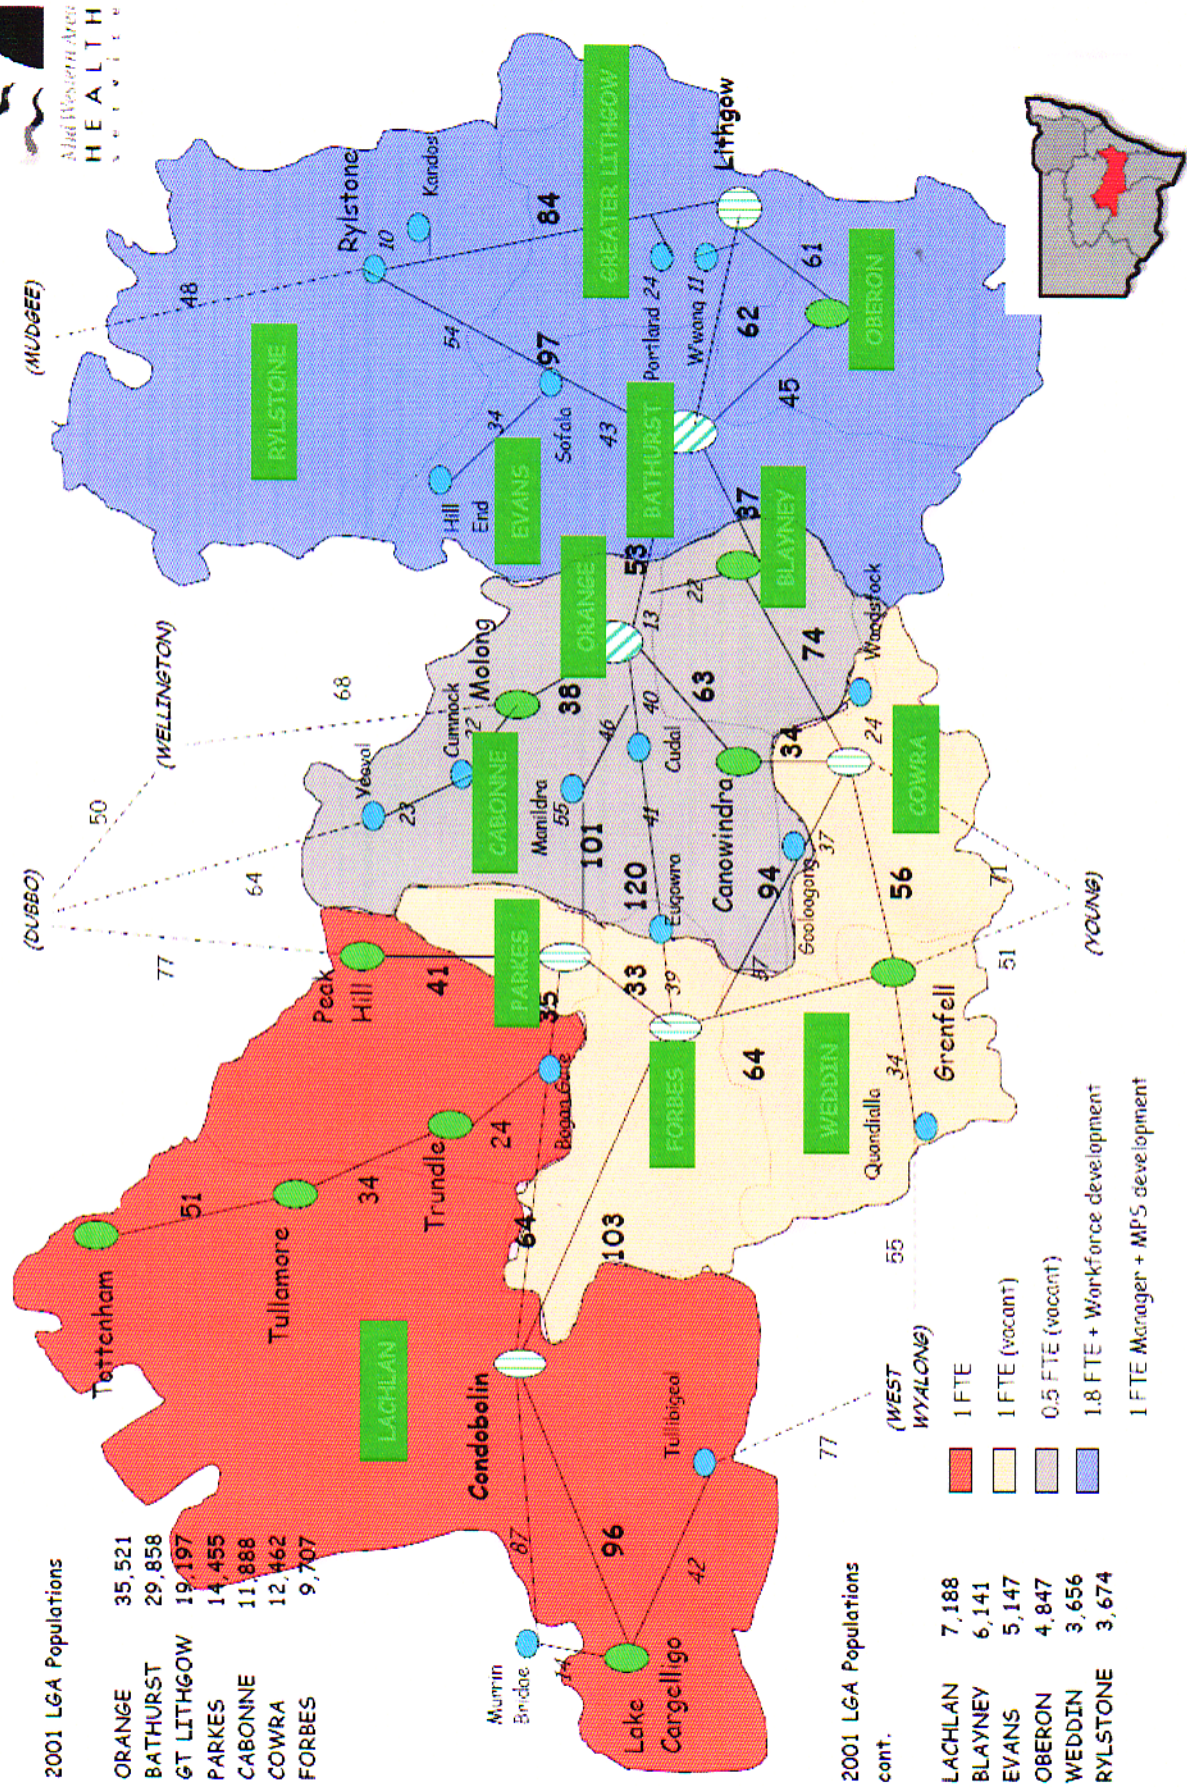 Mid Western Area
HEALTH
Service
(MUDGEE)
(WELLINGTON)
(DUBBO)
48
68
50
64
77
Rylstone
10
Kandos
84
GREATER LITHGOW
Lithgow
RYLSTONE
54
97
Portland 24
W'wang 11
61
62
OBERON
45
Hill
End
34
Sofala
EVANS
43
BATHURST
37
BLAYNEY
53
ORANGE
13
22
74
Woodstock
Molong
38
Cumnock
22
Yeoval
23
CABONNE
46
40
63
Cudal
34
24
COWRA
Manildra
55
101
41
120
Canowindra
94
Gooloogong
37
56
71
(YOUNG)
51
Eugowra
PARKES
Peak
Hill
41
35
33
39
57
FORBES
64
WEDDIN
Grenfell
34
Quandialla
55
Bogan Gate
24
Trundle
34
51
Tullamore
Tottenham
64
103
LACHLAN
Condobolin
Tullibigeal
77
(WEST
WYALONG)
87
96
42
14
Murrin
Bridge
Lake
Cargelligo
2001 LGA Populations
ORANGE 35,521
BATHURST 29,858
GT LITHGOW 19,197
PARKES 14,455
CABONNE 11,888
COWRA 12,462
FORBES 9,707
2001 LGA Populations
cont.
LACHLAN 7,188
BLAYNEY 6,141
EVANS 5,147
OBERON 4,847
WEDDIN 3,656
RYLSTONE 3,674
1 FTE
1 FTE (vacant)
0.5 FTE (vacant)
1.8 FTE + Workforce development
1 FTE Manager + MPS development